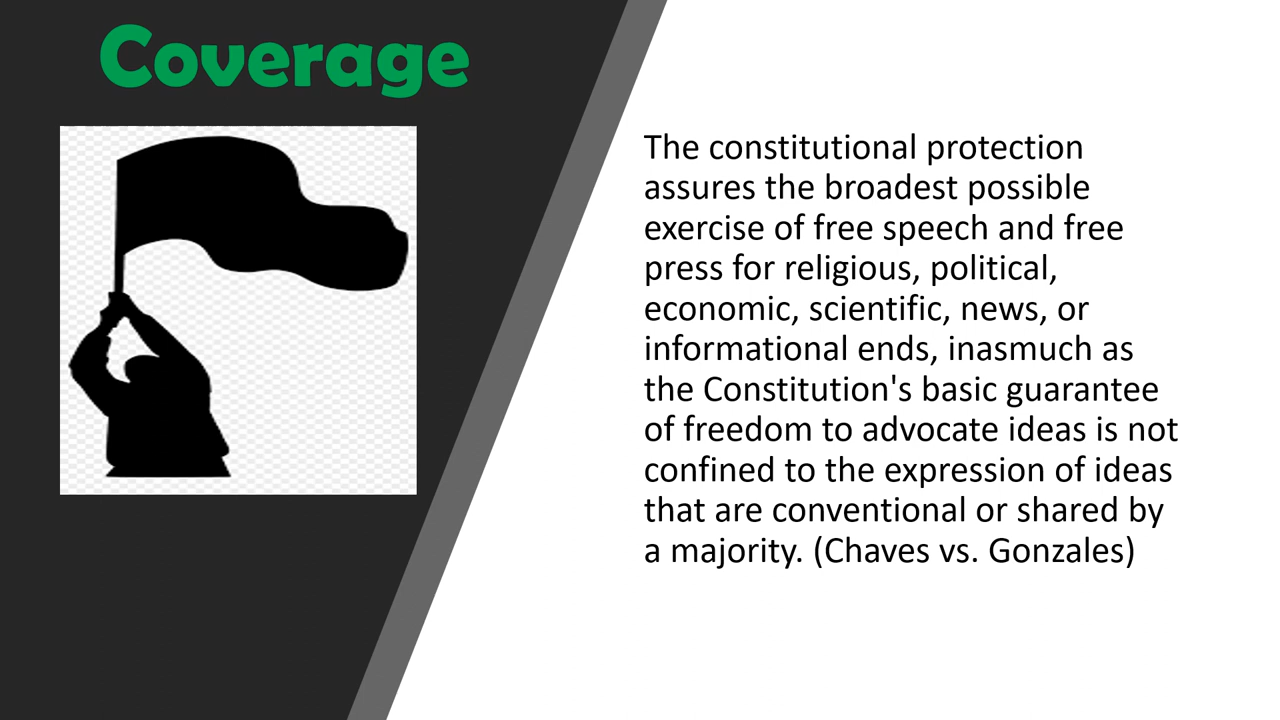 Coverage
The constitutional protection
assures the broadest possible
exercise of free speech and free
press for religious, political,
economic, scientific, news, or
informational ends, inasmuch as
the Constitution's basic guarantee
of freedom to advocate ideas is not
confined to the expression of ideas
that are conventional or shared by
a majority. (Chaves vs. Gonzales)